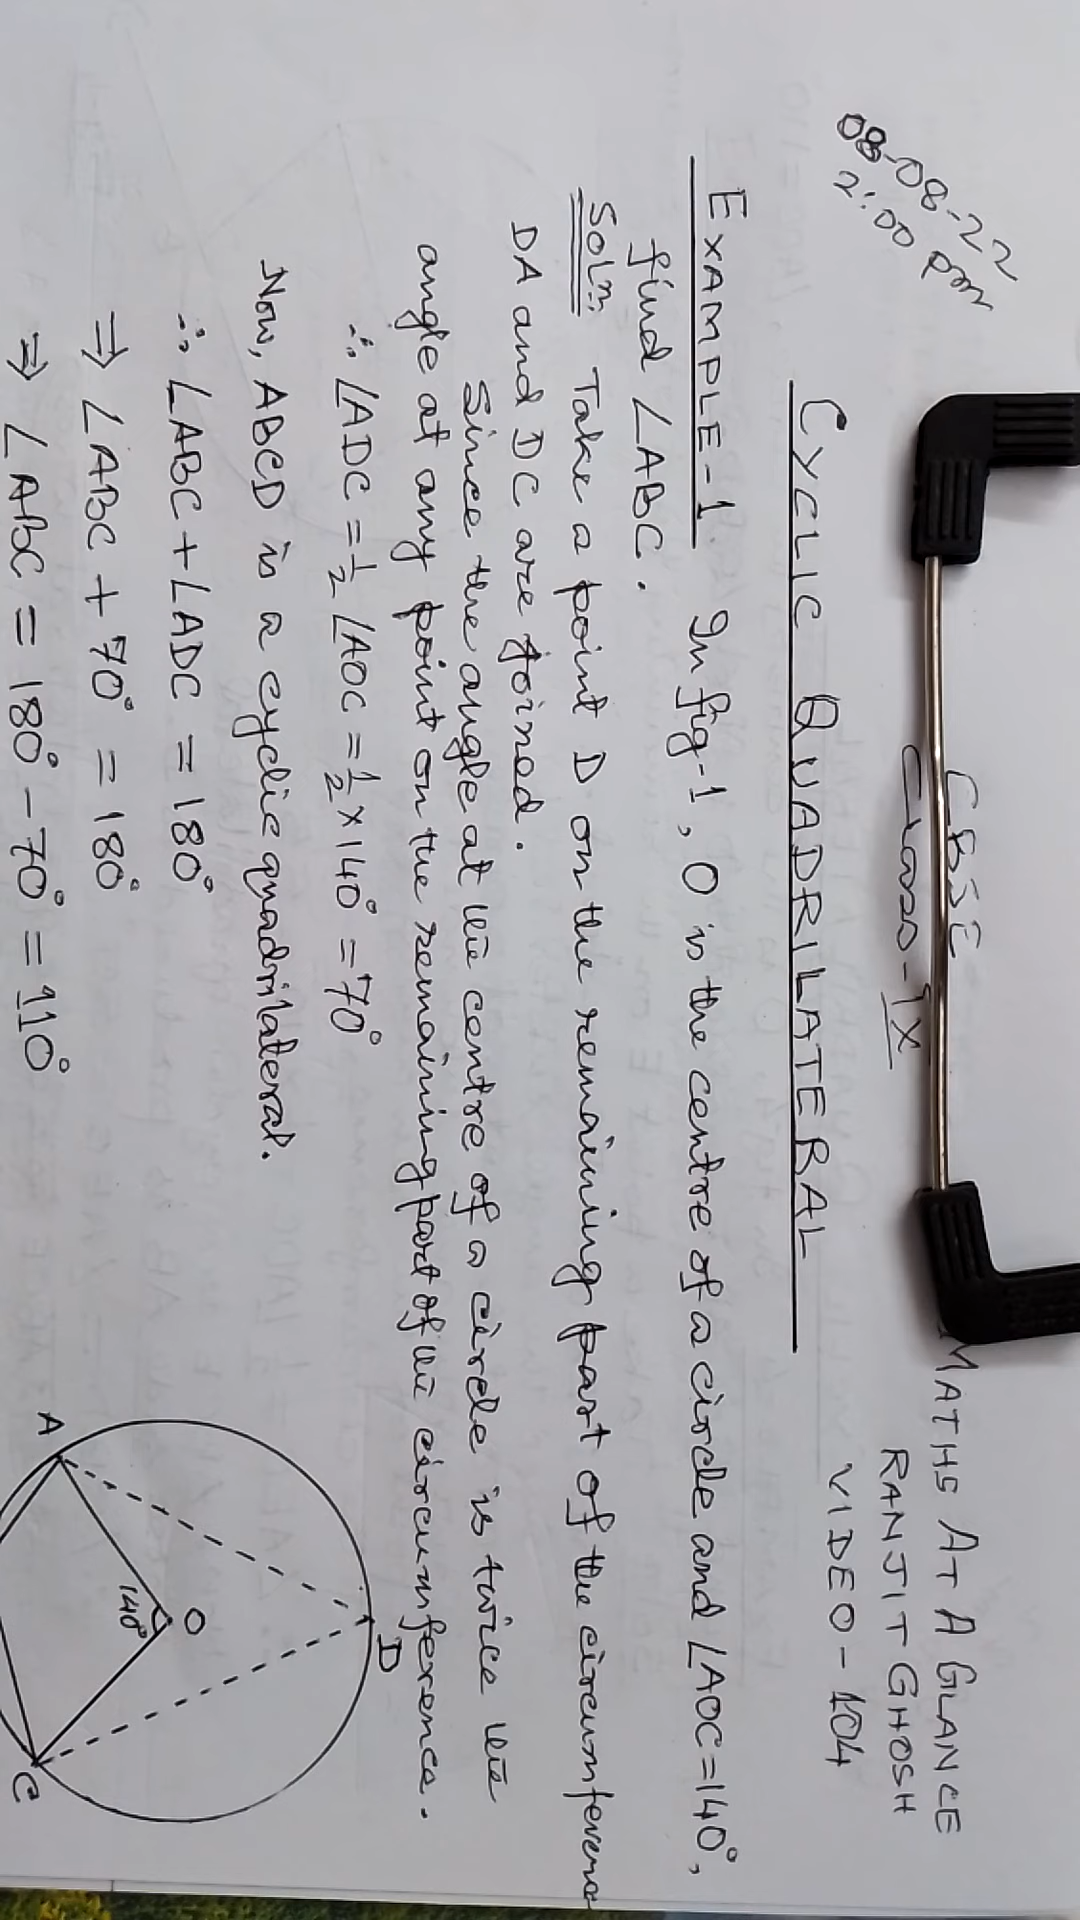 08-08-22
2:00 pm
CBSE
Class-IX
MATHS AT A GLANCE
RANJIT GHOSH
VIDEO-104
CYCLIC QUADRILATERAL
EXAMPLE-1. In fig-1, O is the centre of a circle and ∠AOC=140°,
find ∠ABC.
Soln: Take a point D on the remaining part of the circumference
DA and DC are joined.
Since the angle at the centre of a circle is twice the
angle at any point on the remaining part of the circumference.
∴ ∠ADC = 1/2 ∠AOC = 1/2 × 140° = 70°
Now, ABCD is a cyclic quadrilateral.
∴ ∠ABC + ∠ADC = 180°
⇒ ∠ABC + 70° = 180°
⇒ ∠ABC = 180° - 70° = 110°
D
O
140°
A
C